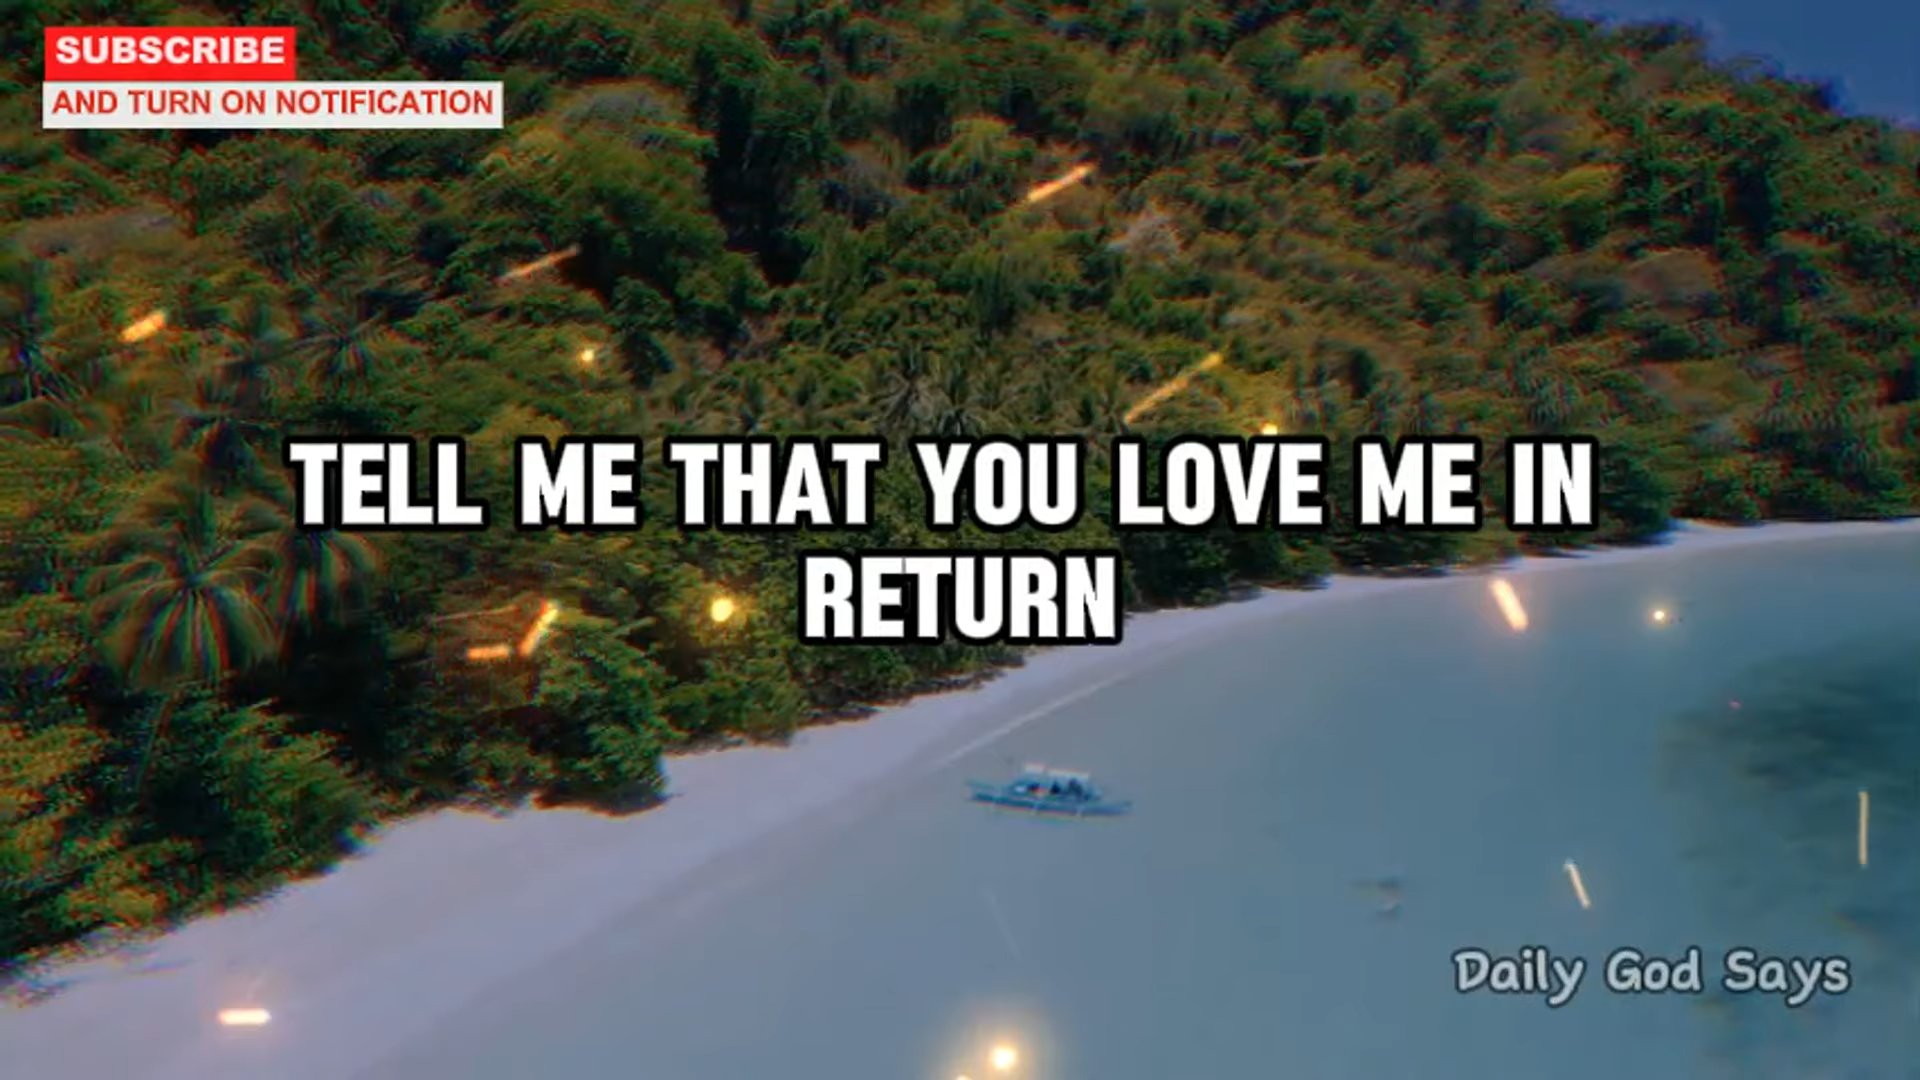 SUBSCRIBE
AND TURN ON NOTIFICATION
TELL ME THAT YOU LOVE ME IN
RETURN
Daily God Says